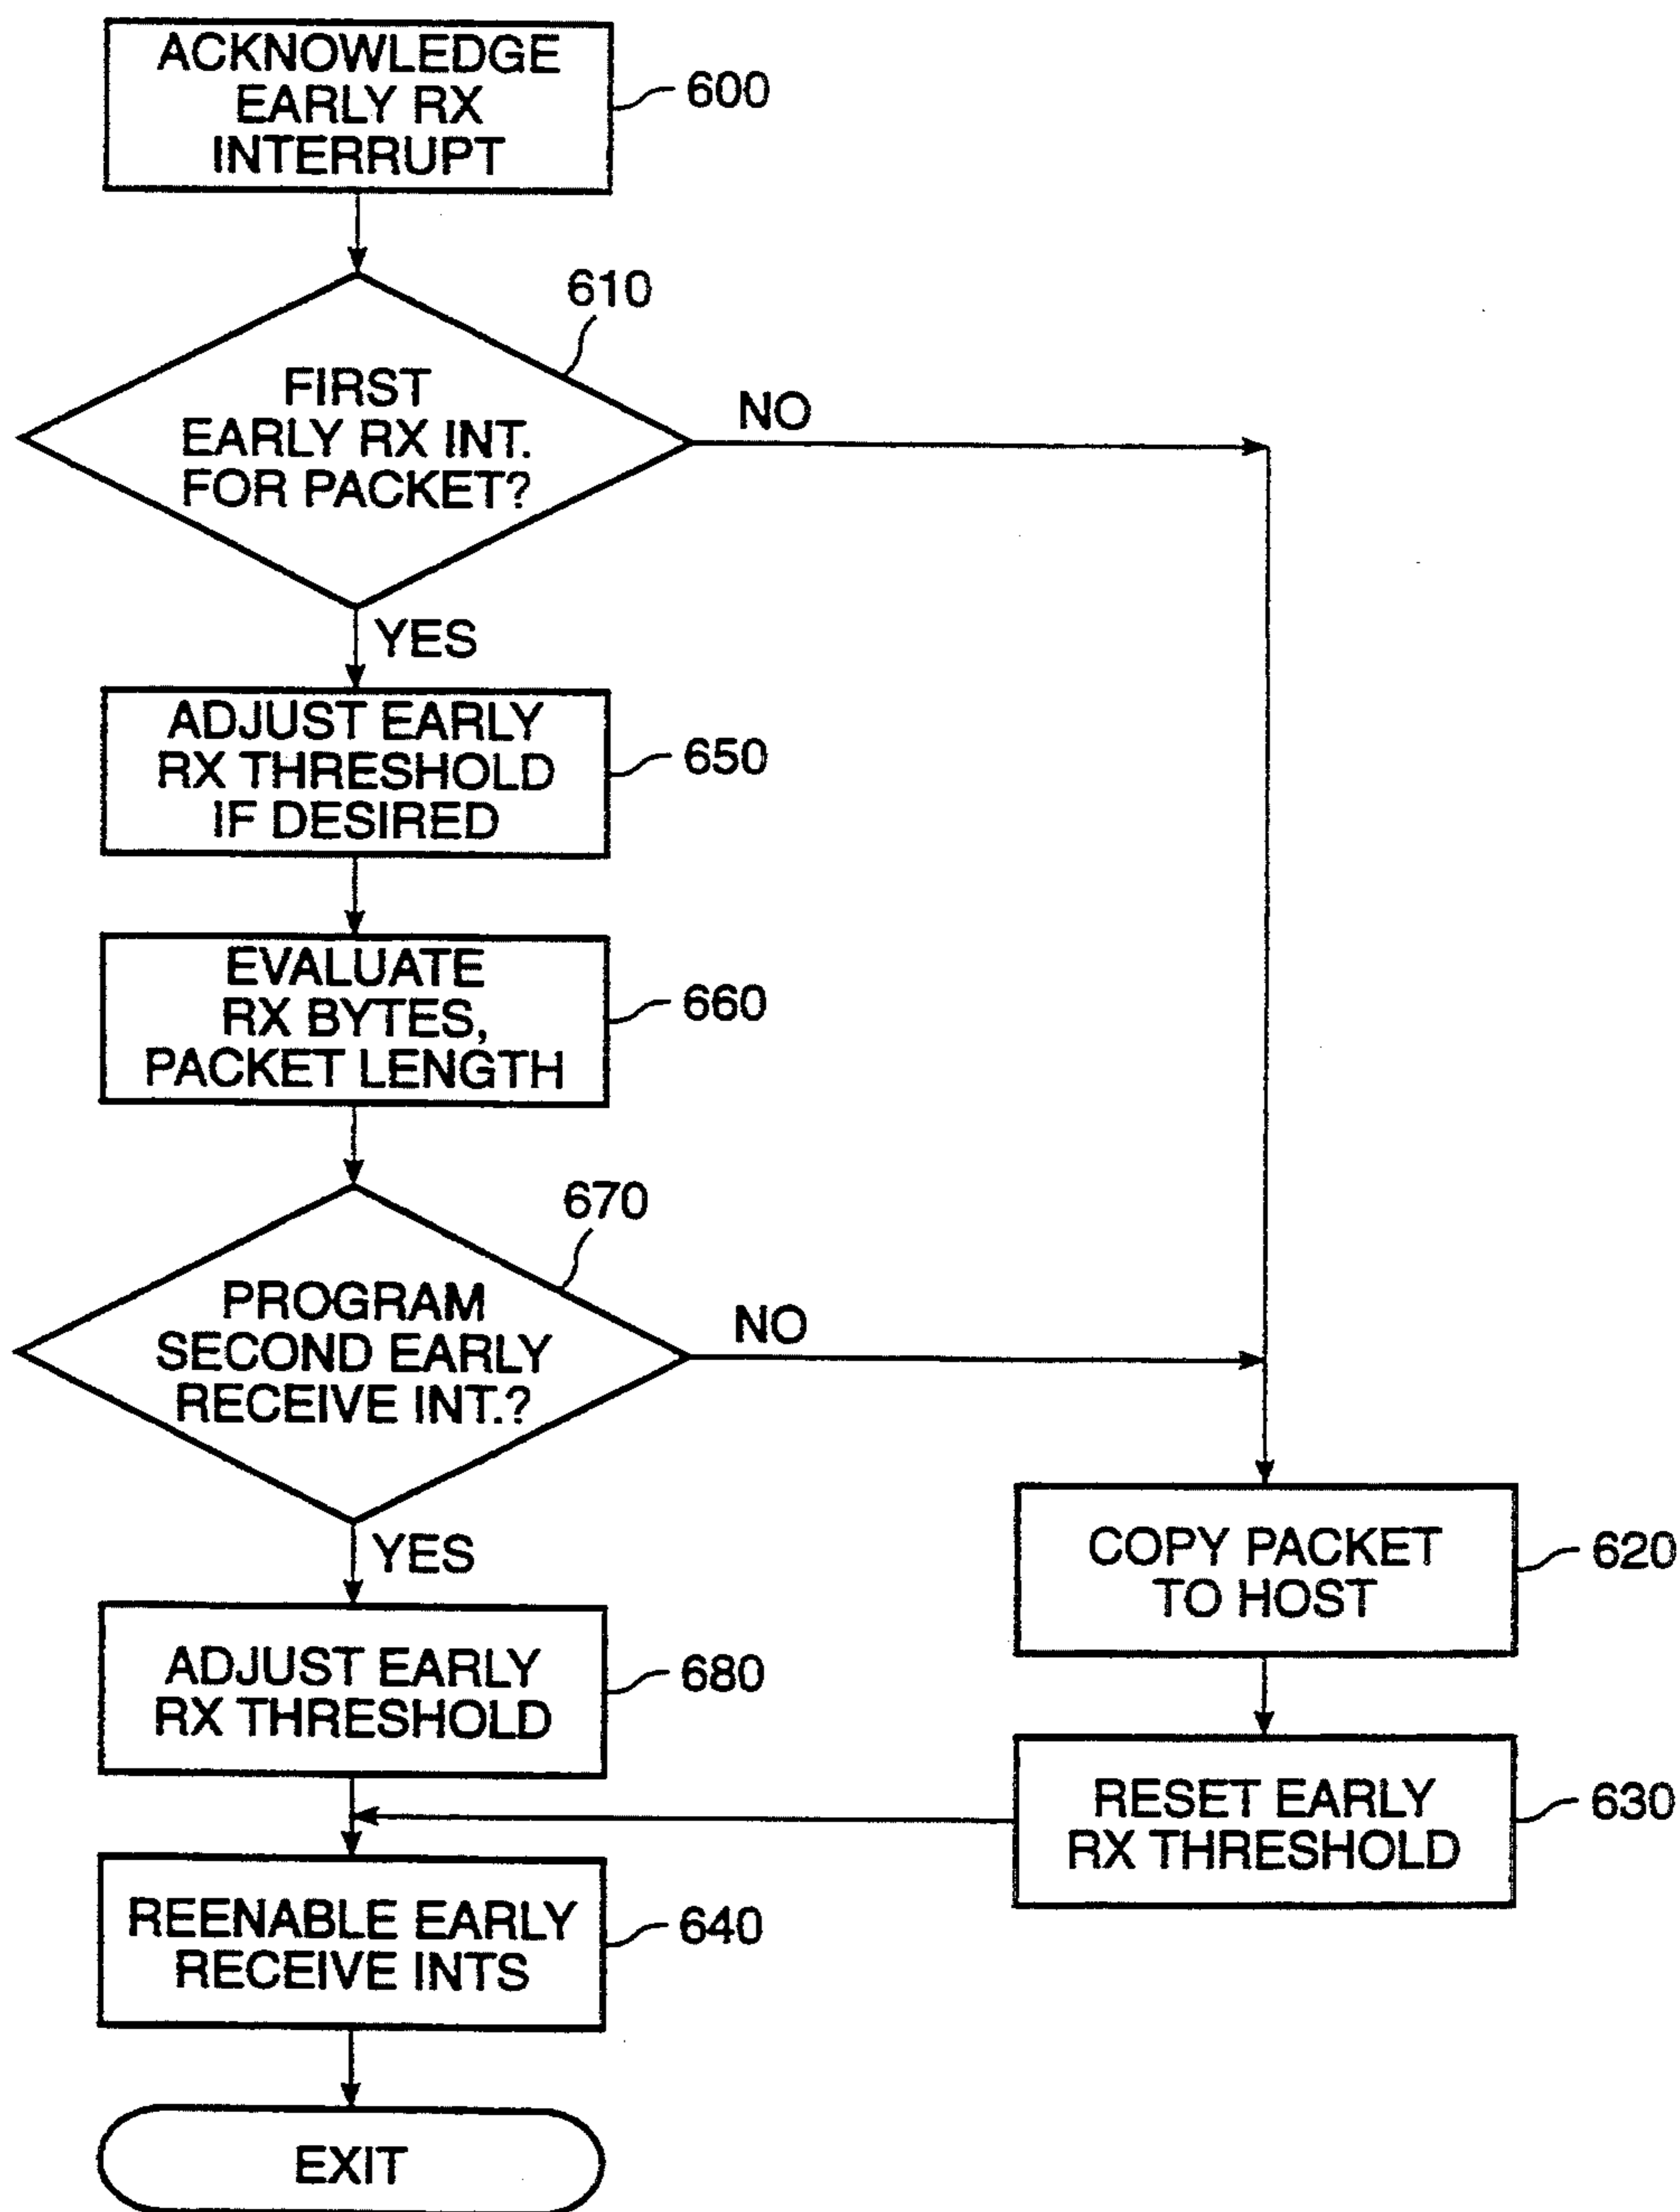 ACKNOWLEDGE
EARLY RX
INTERRUPT
600
610
FIRST
EARLY RX INT.
FOR PACKET?
NO
YES
ADJUST EARLY
RX THRESHOLD
IF DESIRED
650
EVALUATE
RX BYTES,
PACKET LENGTH
660
670
PROGRAM
SECOND EARLY
RECEIVE INT.?
NO
YES
COPY PACKET
TO HOST
620
ADJUST EARLY
RX THRESHOLD
680
RESET EARLY
RX THRESHOLD
630
REENABLE EARLY
RECEIVE INTS
640
EXIT